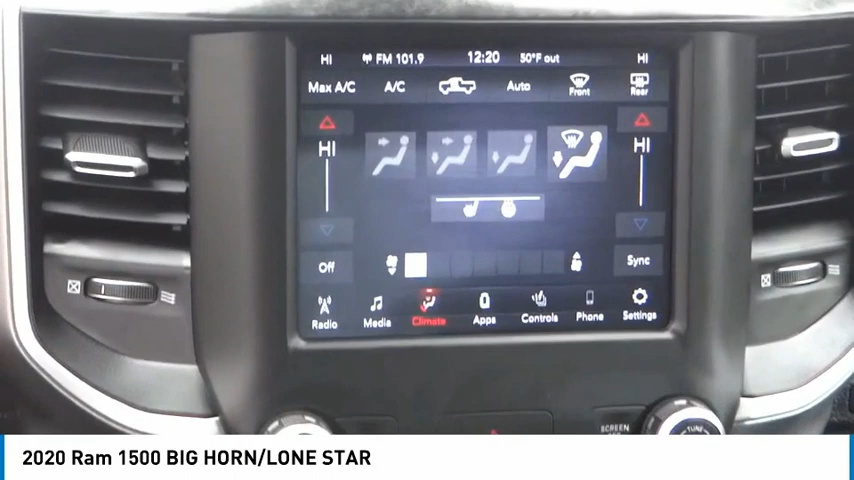 HI FM 101.9 12:20 50°F out HI
Max A/C A/C Auto Front Rear
HI HI
Off Sync
Radio Media Climate Apps Controls Phone Settings
SCREEN
TUNE
2020 Ram 1500 BIG HORN/LONE STAR